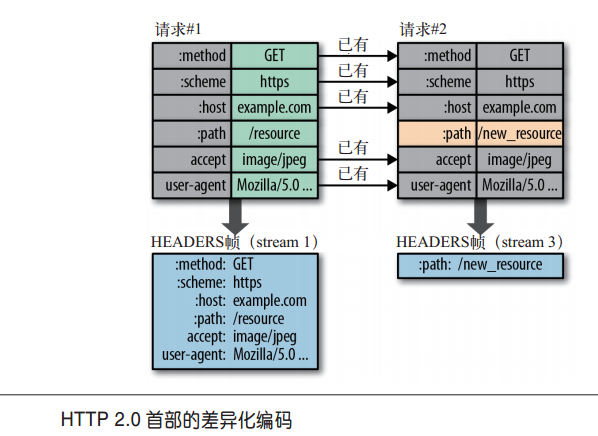 请求#1
:method GET
:scheme https
:host example.com
:path /resource
accept image/jpeg
user-agent Mozilla/5.0 ...
已有
已有
已有
已有
已有
请求#2
:method GET
:scheme https
:host example.com
:path /new_resource
accept image/jpeg
user-agent Mozilla/5.0 ...
HEADERS帧（stream 1）
:method: GET
:scheme: https
:host: example.com
:path: /resource
accept: image/jpeg
user-agent: Mozilla/5.0 ...
HEADERS帧（stream 3）
:path: /new_resource
HTTP 2.0 首部的差异化编码